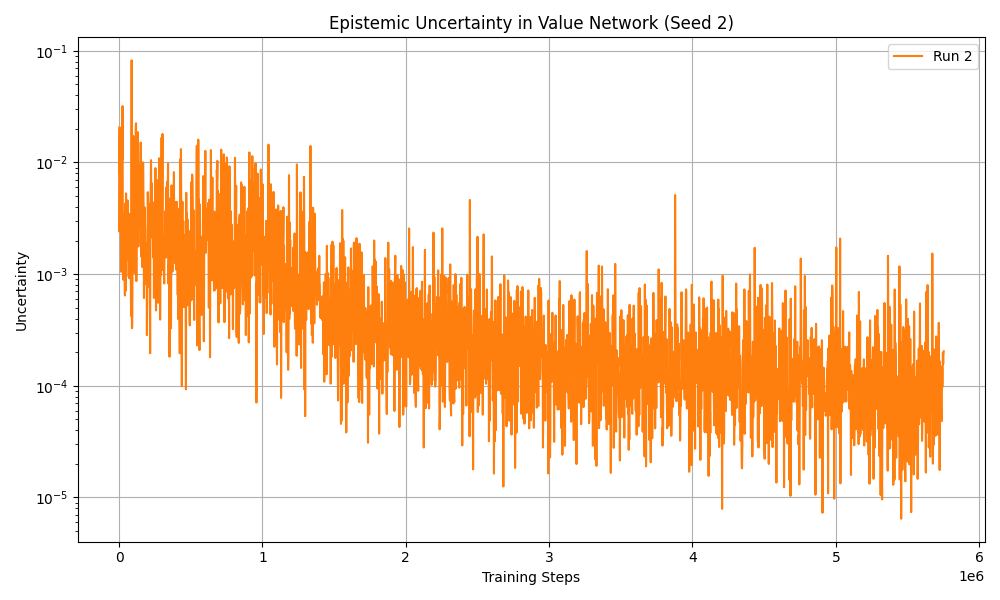 Epistemic Uncertainty in Value Network (Seed 2)
Run 2
Uncertainty
10⁻¹
10⁻²
10⁻³
10⁻⁴
10⁻⁵
0 1 2 3 4 5 6
1e6
Training Steps